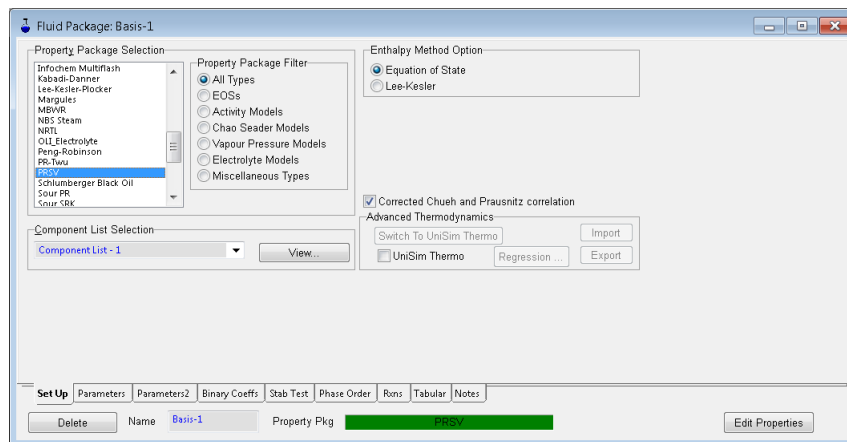 Fluid Package: Basis-1
Property Package Selection
Infochem Multiflash
Kabadi-Danner
Lee-Kesler-Plocker
Margules
MBWR
NBS Steam
NRTL
OLI_Electrolyte
Peng-Robinson
PR-Twu
PRSV
Schlumberger Black Oil
Sour PR
Sour SRK
Property Package Filter
All Types
EOSs
Activity Models
Chao Seader Models
Vapour Pressure Models
Electrolyte Models
Miscellaneous Types
Component List Selection
Component List - 1
View...
Enthalpy Method Option
Equation of State
Lee-Kesler
Corrected Chueh and Prausnitz correlation
Advanced Thermodynamics
Switch To UniSim Thermo
Import
UniSim Thermo
Regression ...
Export
Set Up Parameters Parameters2 Binary Coeffs Stab Test Phase Order Rxns Tabular Notes
Delete Name Basis-1 Property Pkg PRSV Edit Properties